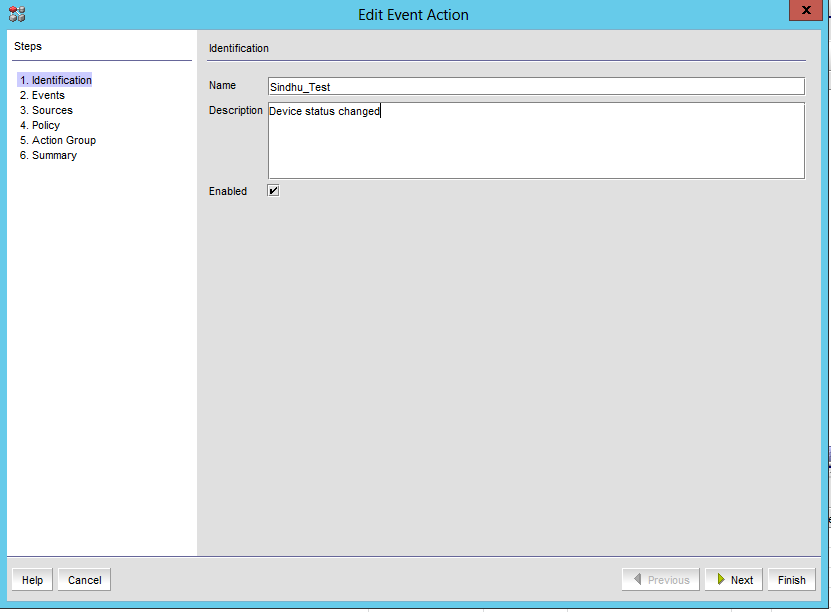 Edit Event Action
x
Steps
1. Identification
2. Events
3. Sources
4. Policy
5. Action Group
6. Summary
Identification
Name Sindhu_Test
Description Device status changed
Enabled
Help Cancel Previous Next Finish